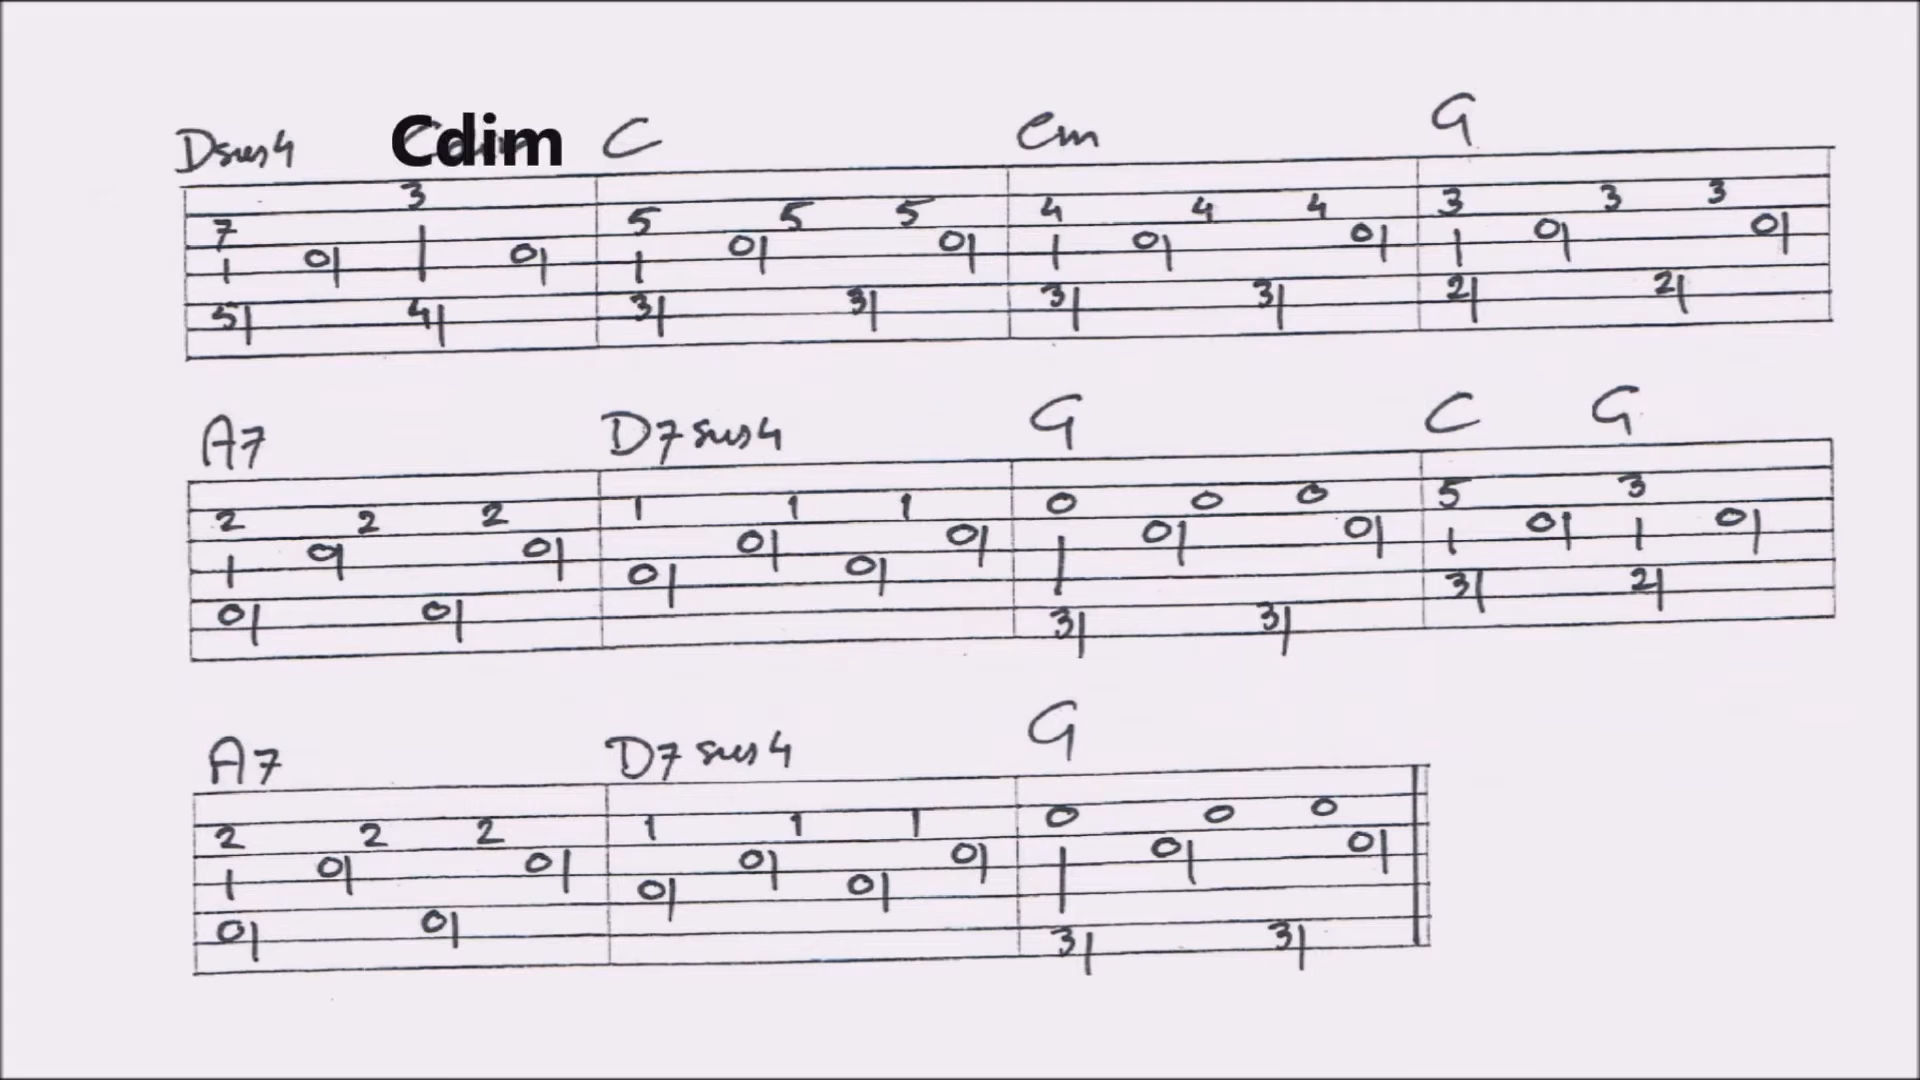 Dsus4 Cdim C Em G
3
7 5 5 5 4 4 4 3 3 3
0 0 0 0 0 0 0 0
5 4 3 3 3 3 2 2
A7 D7sus4 G C G
2 2 2 1 1 1 0 0 0 5 3
0 0 0 0 0 0 0 0
0 0
0 0 3 2
3 3
A7 D7sus4 G
2 2 2 1 1 1 0 0 0
0 0 0 0 0 0
0 0
0 0
3 3